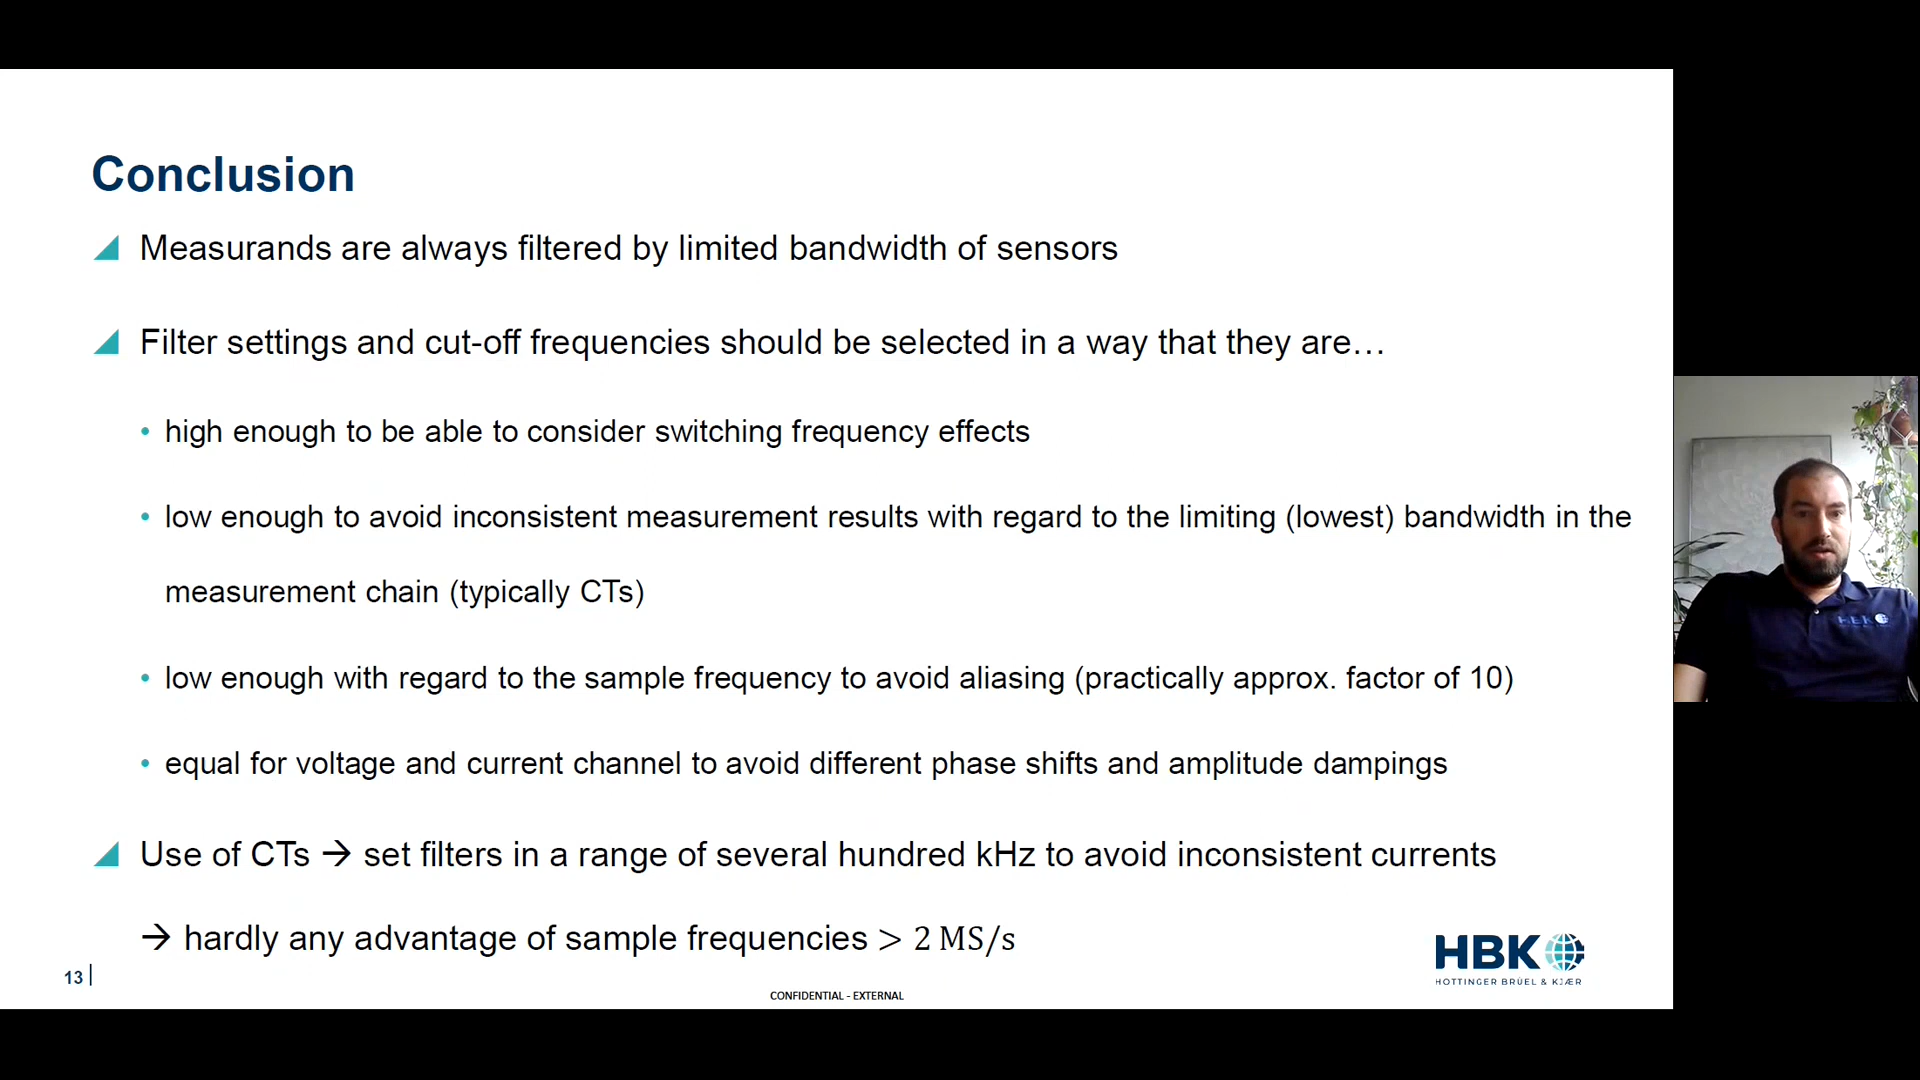 Conclusion
Measurands are always filtered by limited bandwidth of sensors
Filter settings and cut-off frequencies should be selected in a way that they are…
• high enough to be able to consider switching frequency effects
• low enough to avoid inconsistent measurement results with regard to the limiting (lowest) bandwidth in the
measurement chain (typically CTs)
• low enough with regard to the sample frequency to avoid aliasing (practically approx. factor of 10)
• equal for voltage and current channel to avoid different phase shifts and amplitude dampings
Use of CTs → set filters in a range of several hundred kHz to avoid inconsistent currents
→ hardly any advantage of sample frequencies > 2 MS/s
13 |
CONFIDENTIAL - EXTERNAL
HBK
HOTTINGER BRÜEL & KJÆR
HBK